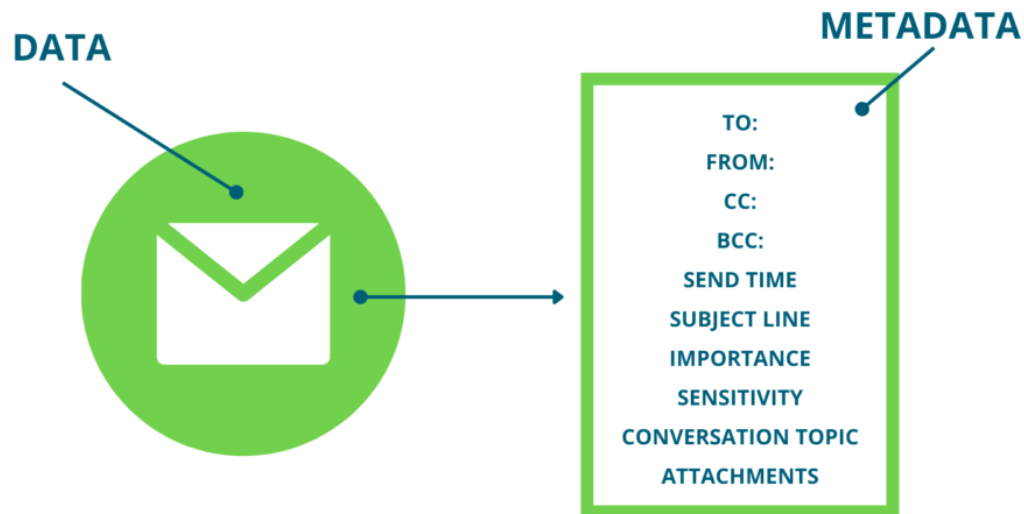 DATA
METADATA
TO:
FROM:
CC:
BCC:
SEND TIME
SUBJECT LINE
IMPORTANCE
SENSITIVITY
CONVERSATION TOPIC
ATTACHMENTS